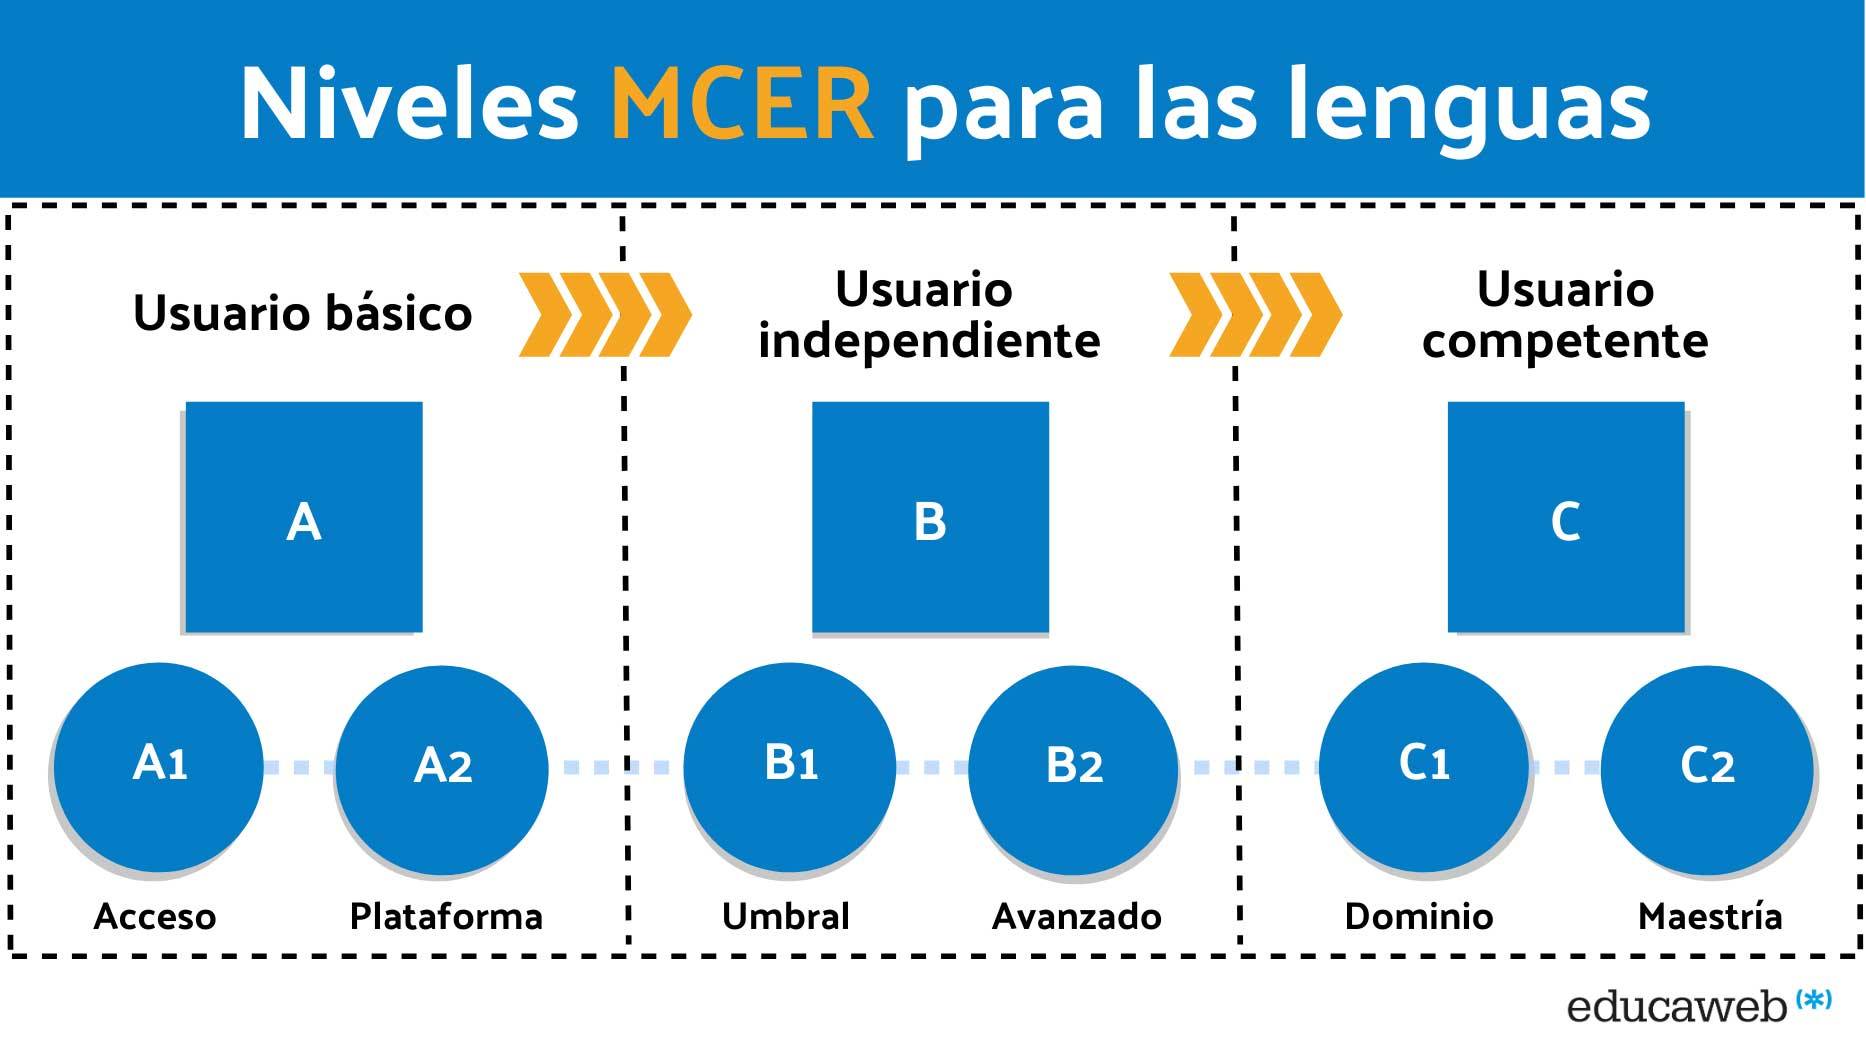 Niveles MCER para las lenguas
Usuario básico
Usuario
independiente
Usuario
competente
A
B
C
A1
A2
B1
B2
C1
C2
Acceso
Plataforma
Umbral
Avanzado
Dominio
Maestría
educaweb (*)